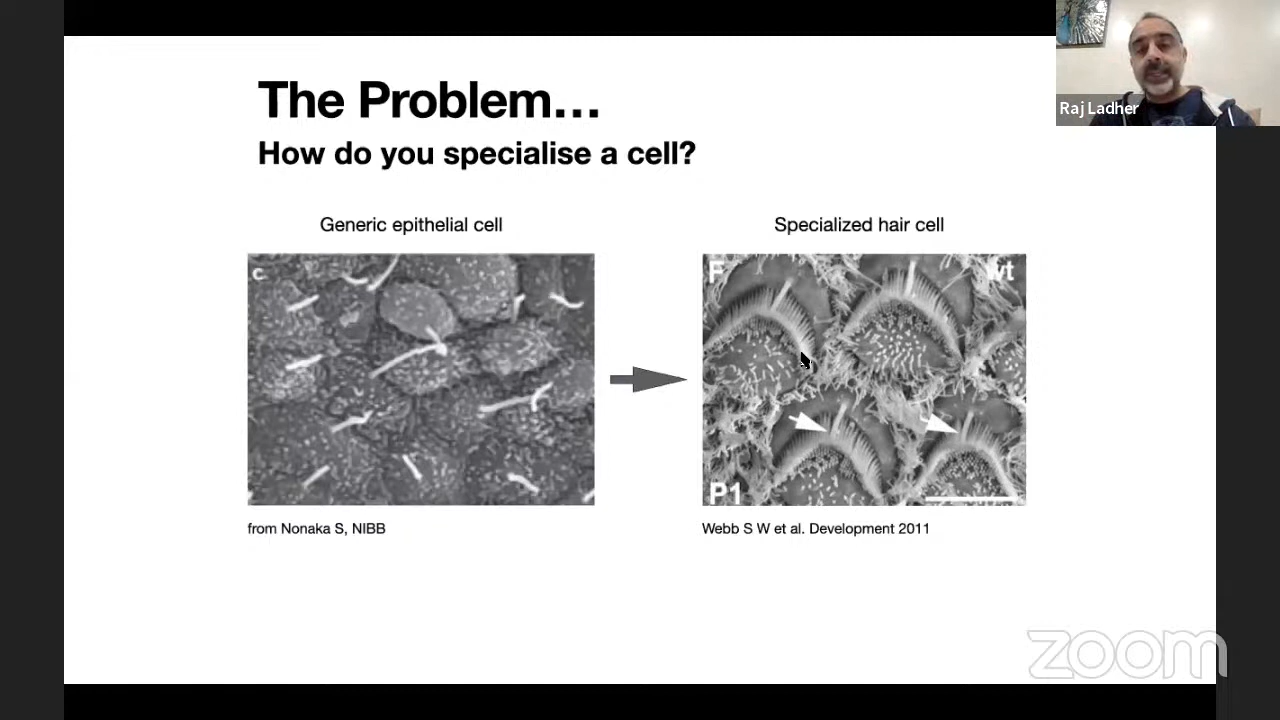 The Problem...
How do you specialise a cell?
Generic epithelial cell
Specialized hair cell
c
F
wt
P1
from Nonaka S, NIBB
Webb S W et al. Development 2011
Raj Ladher
zoom